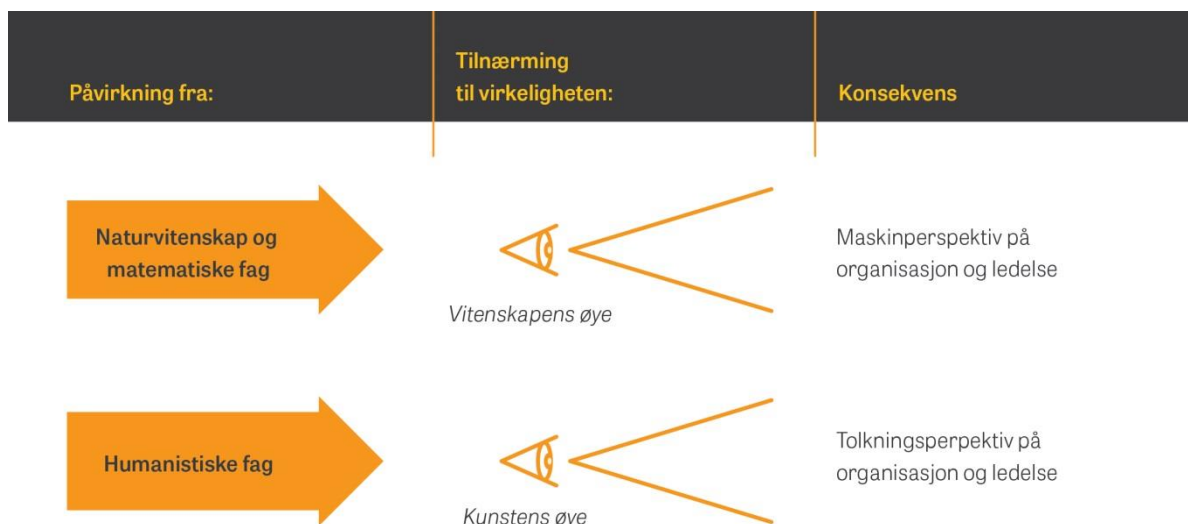 Påvirkning fra:
Tilnærming
til virkeligheten:
Konsekvens
Naturvitenskap og
matematiske fag
Vitenskapens øye
Maskinperspektiv på
organisasjon og ledelse
Humanistiske fag
Kunstens øye
Tolkningsperpektiv på
organisasjon og ledelse